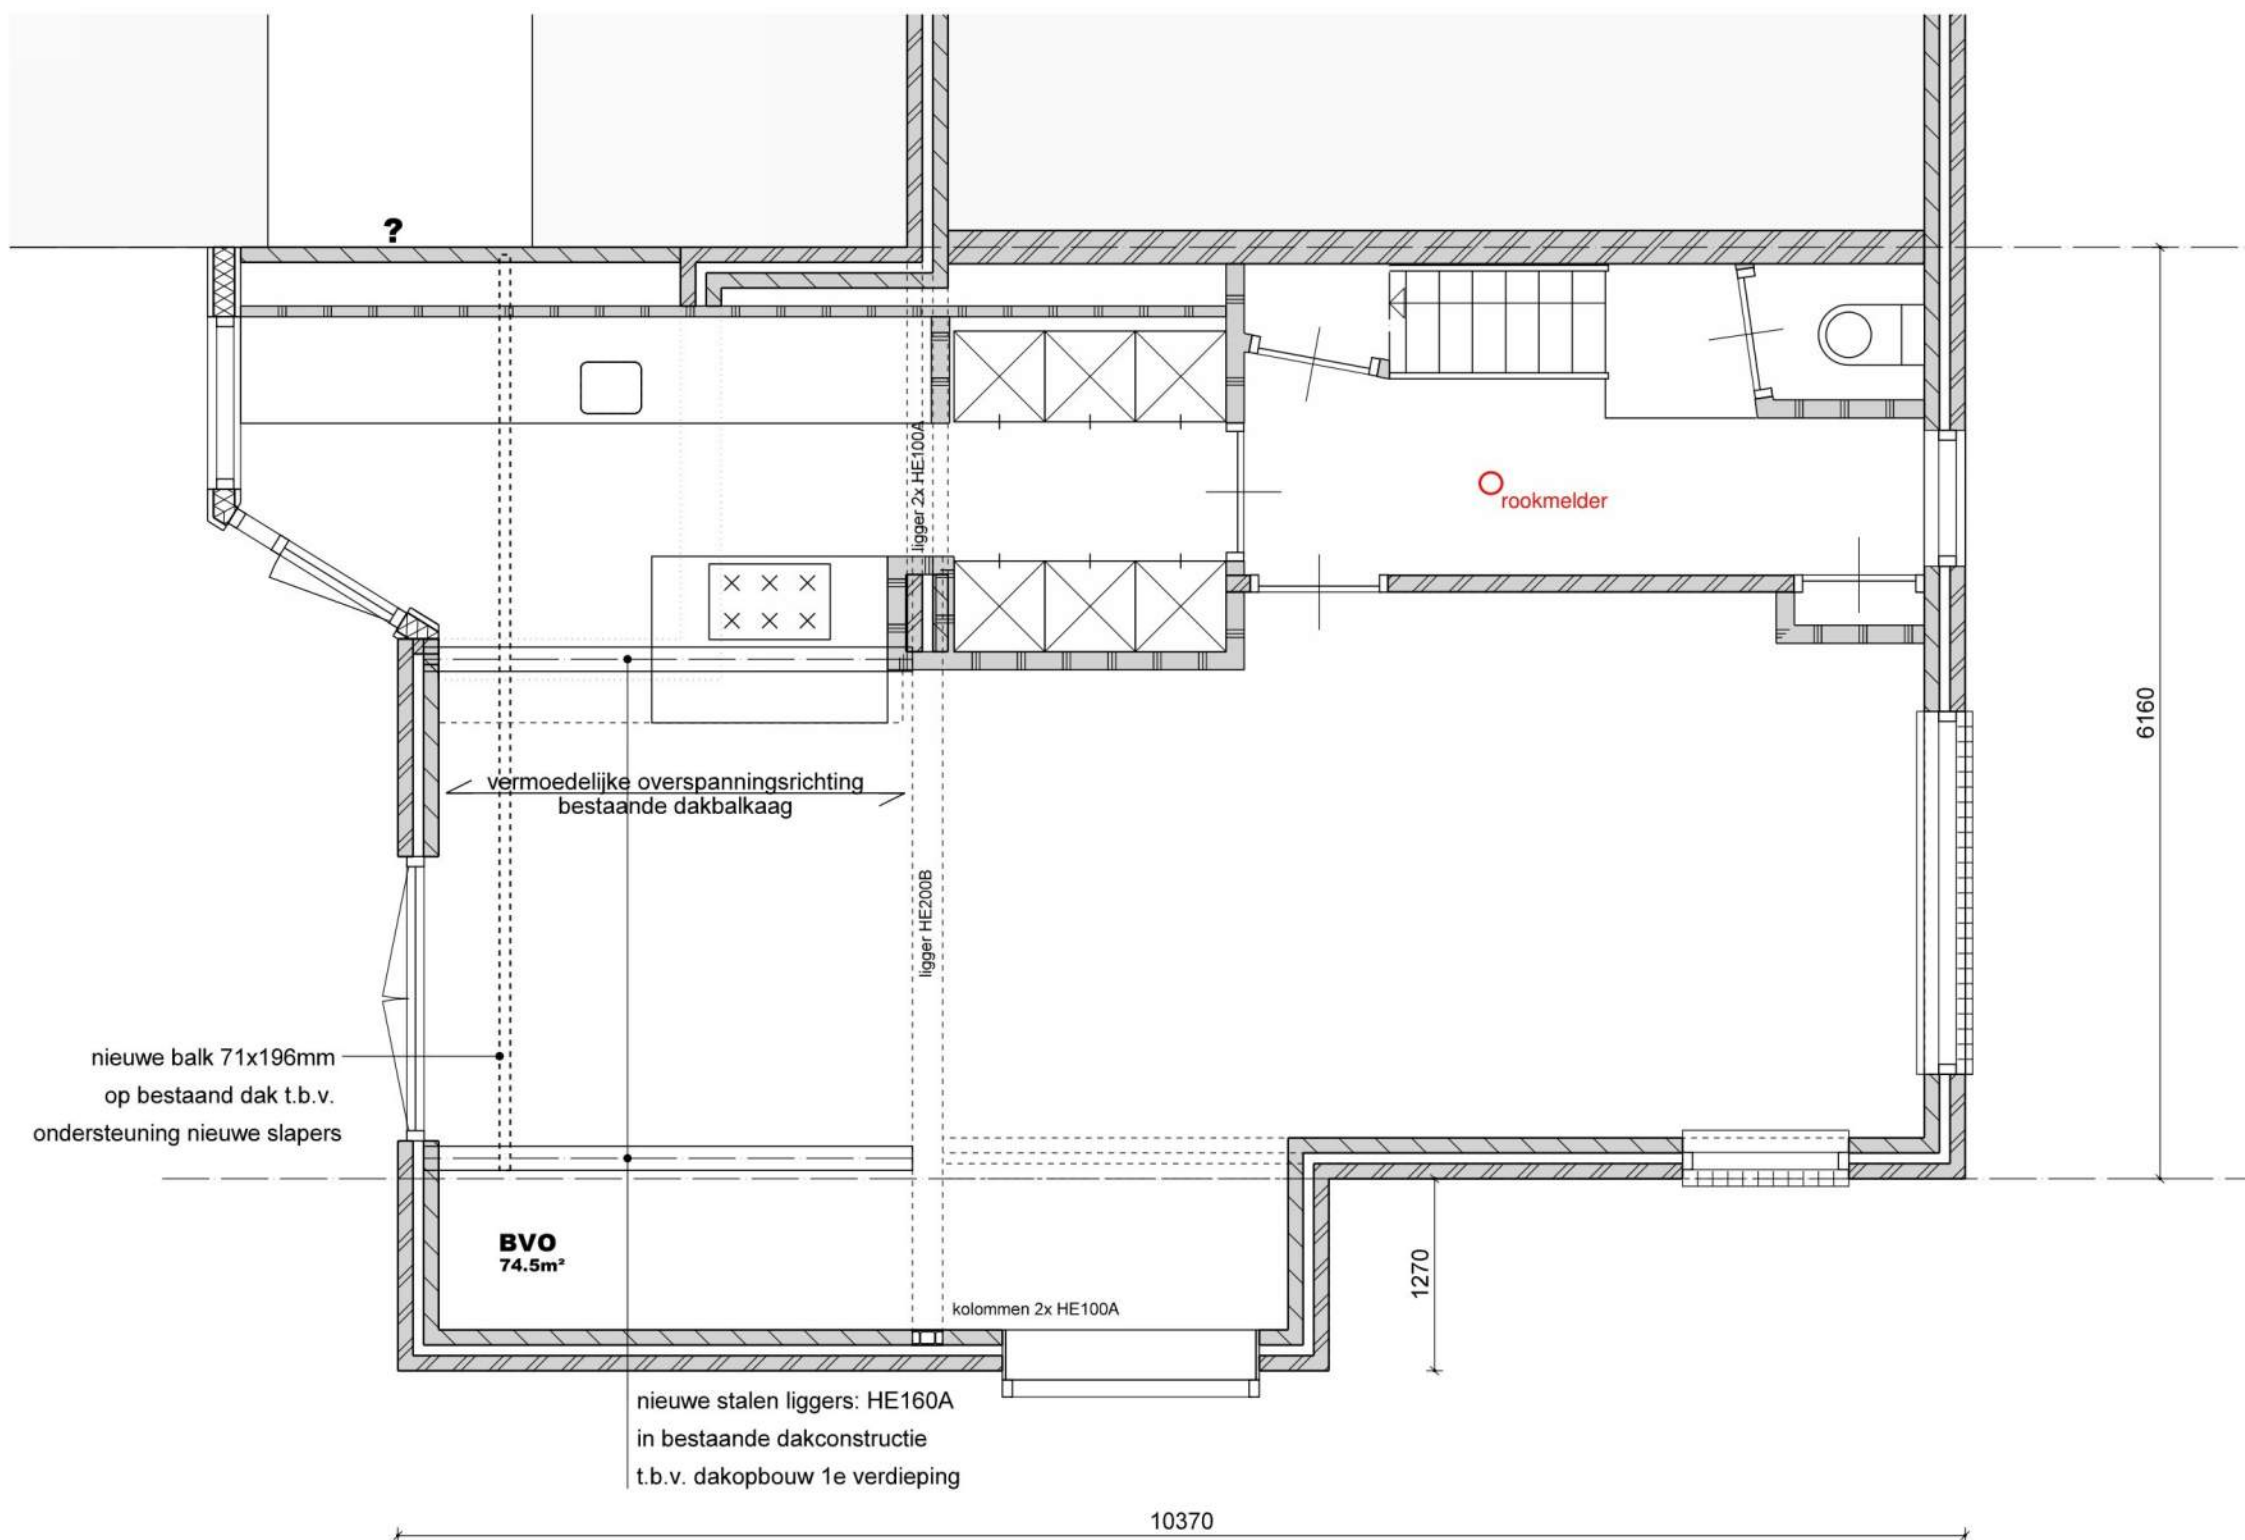 ?
ligger 2x HE100A
rookmelder
6160
vermoedelijke overspanningsrichting
bestaande dakbalkaag
ligger HE200B
nieuwe balk 71x196mm
op bestaand dak t.b.v.
ondersteuning nieuwe slapers
BVO
74.5m²
1270
kolommen 2x HE100A
nieuwe stalen liggers: HE160A
in bestaande dakconstructie
t.b.v. dakopbouw 1e verdieping
10370